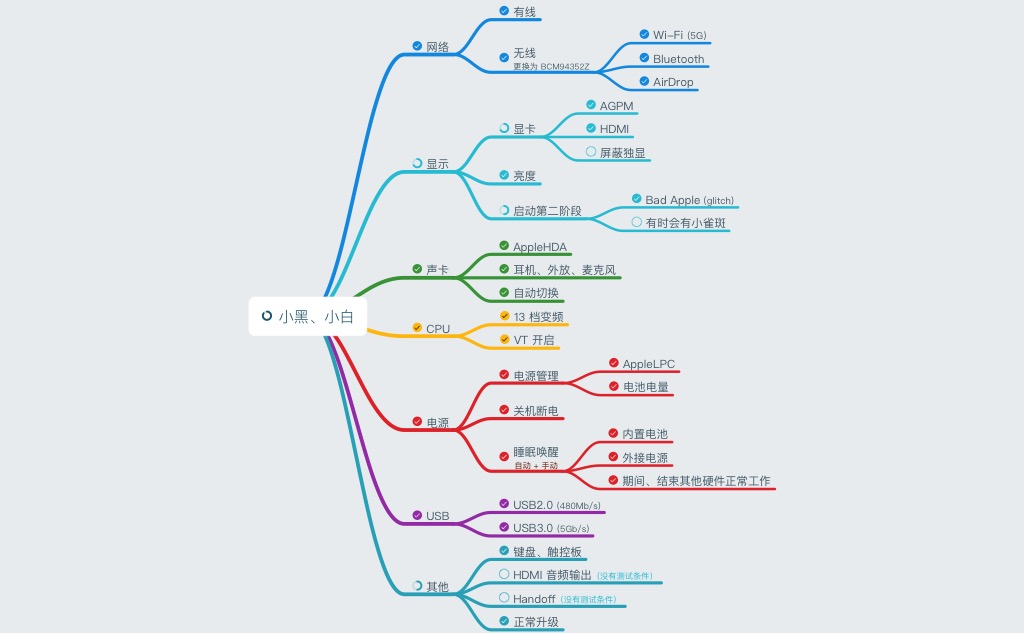 有线
网络
无线
更换为 BCM94352Z
Wi-Fi (5G)
Bluetooth
AirDrop
显示
显卡
AGPM
HDMI
屏蔽独显
亮度
启动第二阶段
Bad Apple (glitch)
有时会有小雀斑
声卡
AppleHDA
耳机、外放、麦克风
自动切换
小黑、小白
CPU
13 档变频
VT 开启
电源
电源管理
AppleLPC
电池电量
关机断电
睡眠唤醒
自动 + 手动
内置电池
外接电源
期间、结束其他硬件正常工作
USB
USB2.0 (480Mb/s)
USB3.0 (5Gb/s)
其他
键盘、触控板
HDMI 音频输出 (没有测试条件)
Handoff (没有测试条件)
正常升级